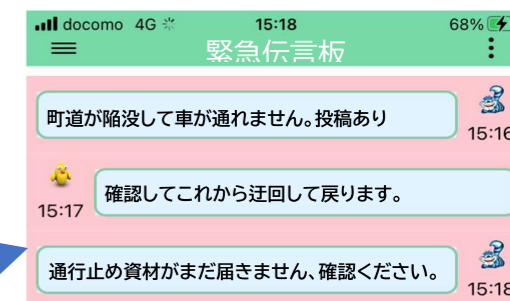 docomo 4G 15:18 68%
緊急伝言板
町道が陥没して車が通れません。投稿あり
15:16
確認してこれから迂回して戻ります。
15:17
通行止め資材がまだ届きません、確認ください。
15:18